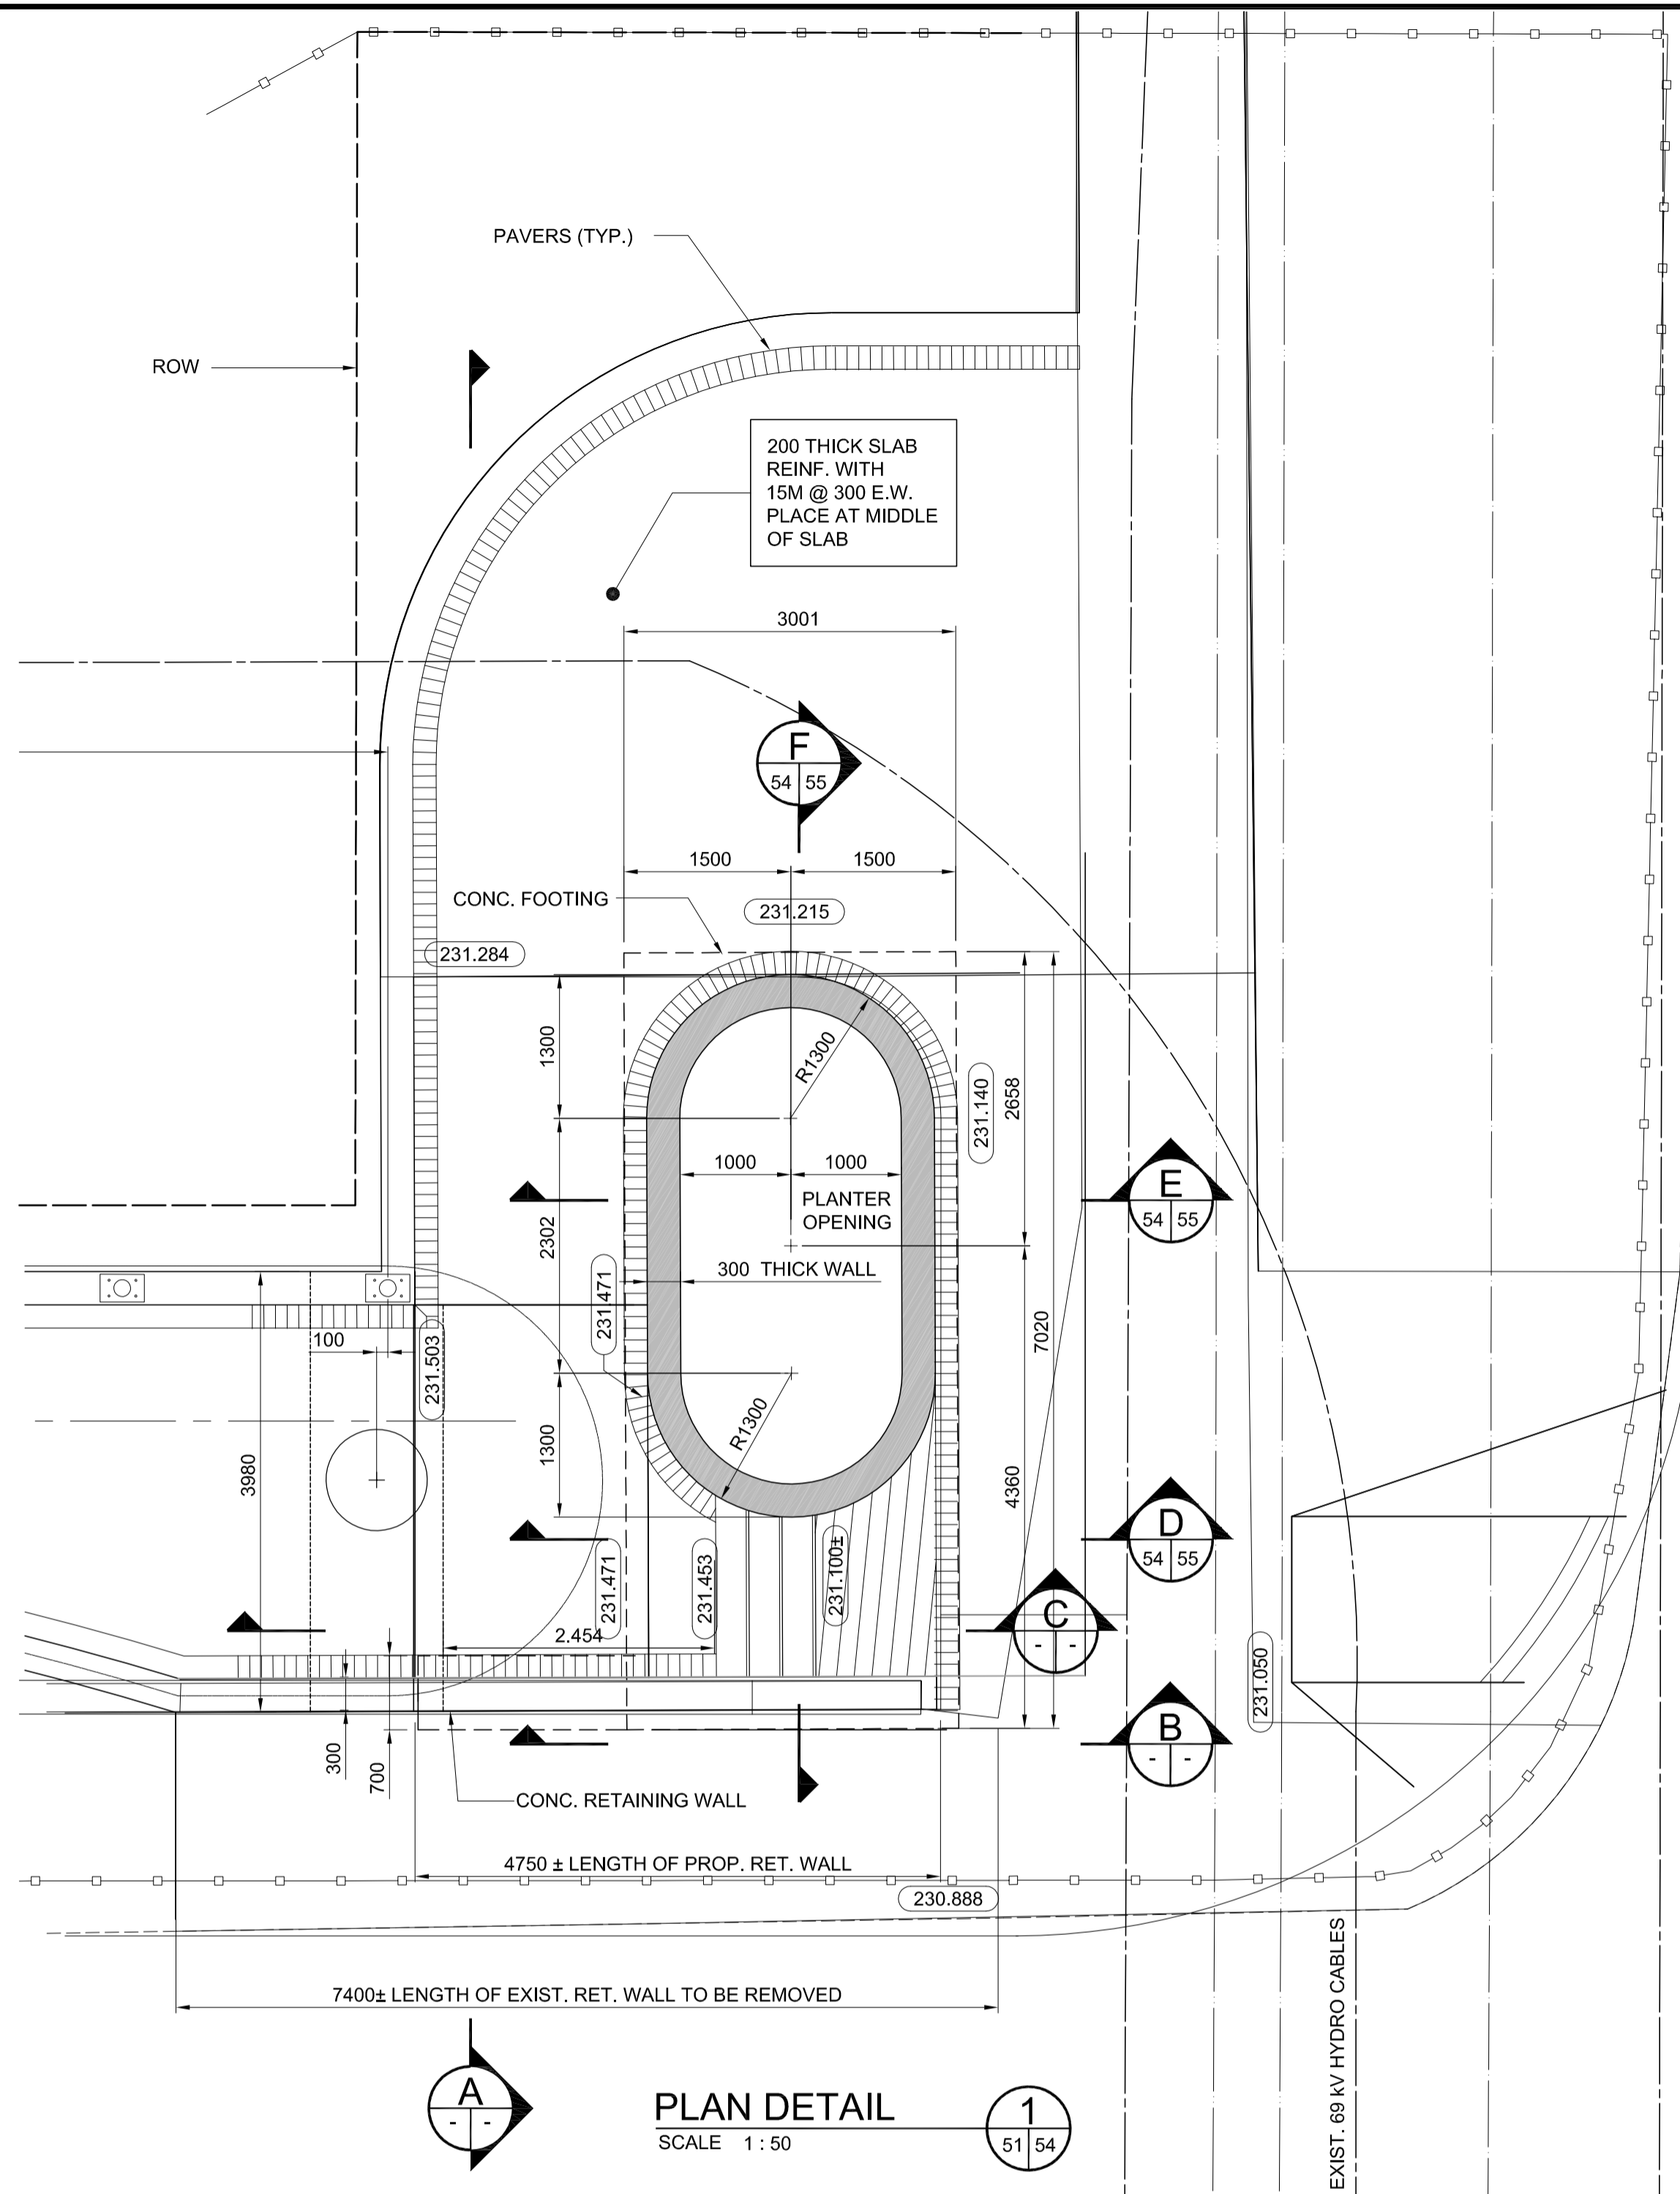 PAVERS (TYP.)
ROW
200 THICK SLAB
REINF. WITH
15M @ 300 E.W.
PLACE AT MIDDLE
OF SLAB
3001
F
54 55
1500 1500
CONC. FOOTING
231.215
231.284
1300
R1300
231.140
2658
1000 1000
PLANTER
OPENING
E
54 55
2302
300 THICK WALL
231.471
7020
100
231.503
1300
R1300
3980
4360
D
54 55
231.471
231.453
231.100±
C
- -
2.454
231.050
B
- -
300
700
CONC. RETAINING WALL
4750 ± LENGTH OF PROP. RET. WALL
230.888
7400± LENGTH OF EXIST. RET. WALL TO BE REMOVED
EXIST. 69 kV HYDRO CABLES
A
- -
PLAN DETAIL
SCALE 1 : 50
1
51 54